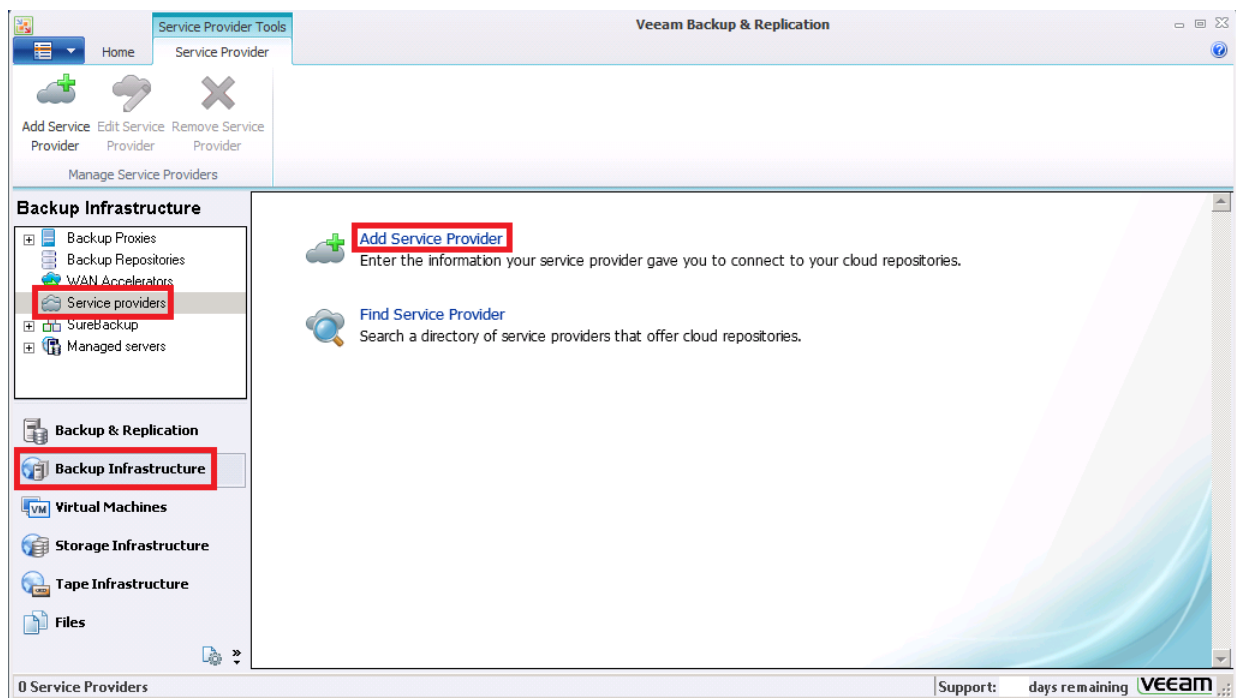 Service Provider Tools
Veeam Backup & Replication
Home
Service Provider
Add Service Provider
Edit Service Provider
Remove Service Provider
Manage Service Providers
Backup Infrastructure
Backup Proxies
Backup Repositories
WAN Accelerators
Service providers
SureBackup
Managed servers
Add Service Provider
Enter the information your service provider gave you to connect to your cloud repositories.
Find Service Provider
Search a directory of service providers that offer cloud repositories.
Backup & Replication
Backup Infrastructure
VM
Virtual Machines
Storage Infrastructure
Tape Infrastructure
Files
0 Service Providers
Support: days remaining
veeam